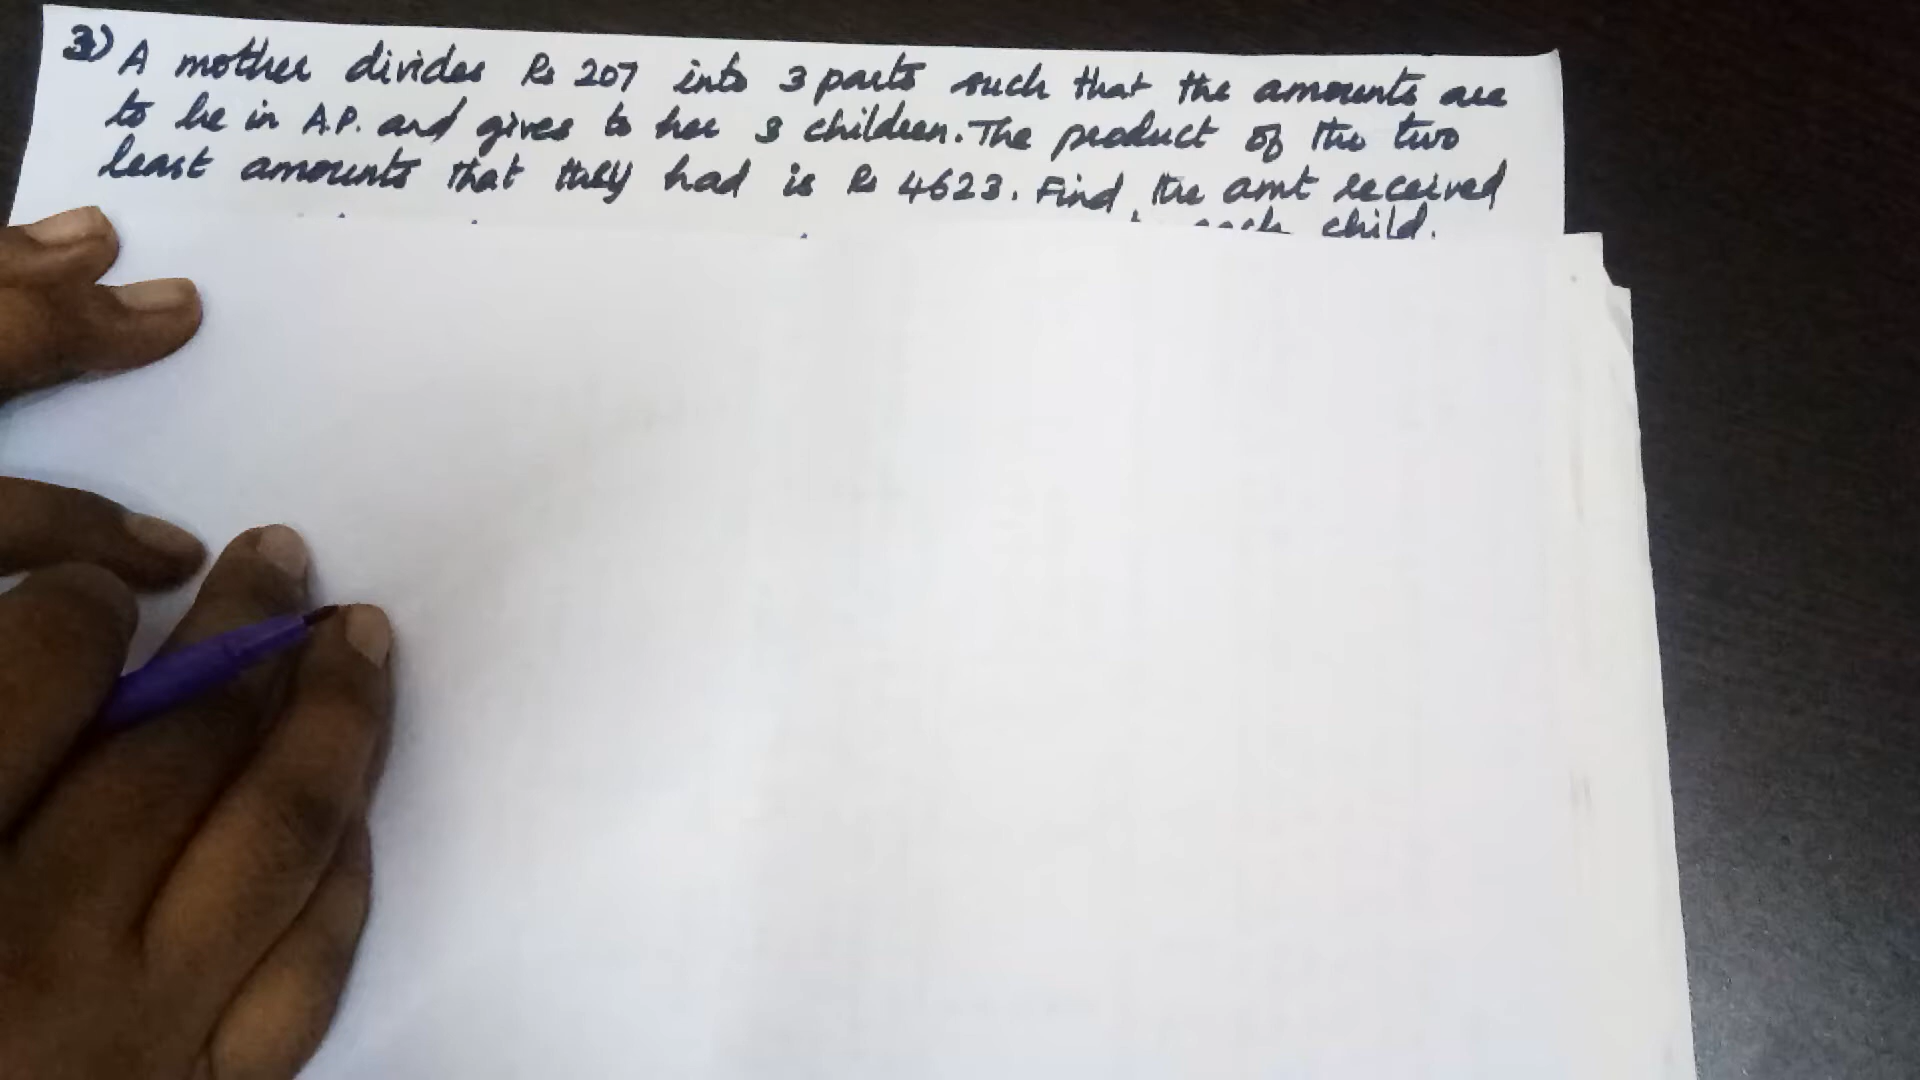 3) A mother divides Rs 207 into 3 parts such that the amounts are
to be in A.P. and gives to her 3 children. The product of the two
least amounts that they had is Rs 4623. Find the amt received
each child.